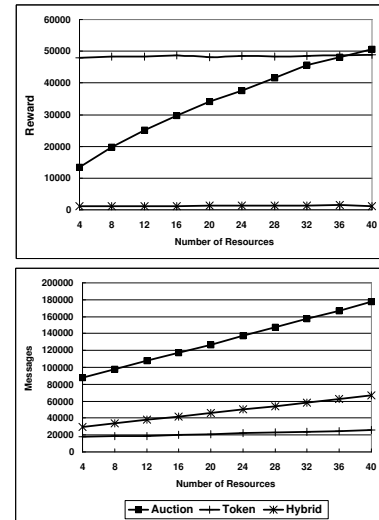 60000
50000
40000
30000
20000
10000
0
Reward
4 8 12 16 20 24 28 32 36 40
Number of Resources
200000
180000
160000
140000
120000
100000
80000
60000
40000
20000
0
Messages
4 8 12 16 20 24 28 32 36 40
Number of Resources
Auction Token Hybrid